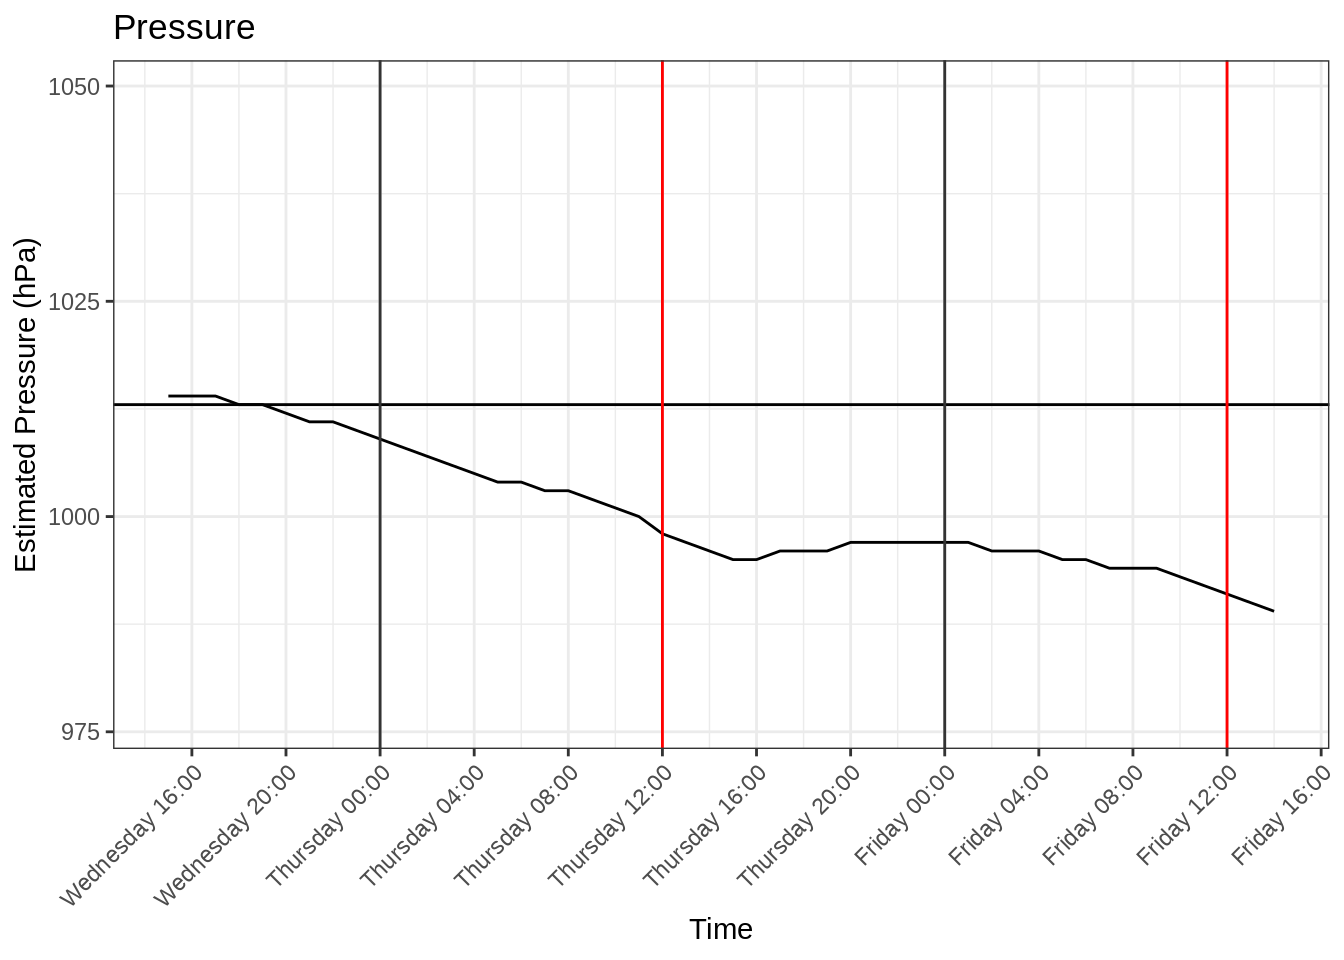 Pressure
Estimated Pressure (hPa)
1050
1025
1000
975
Wednesday 16:00
Wednesday 20:00
Thursday 00:00
Thursday 04:00
Thursday 08:00
Thursday 12:00
Thursday 16:00
Thursday 20:00
Friday 00:00
Friday 04:00
Friday 08:00
Friday 12:00
Friday 16:00
Time